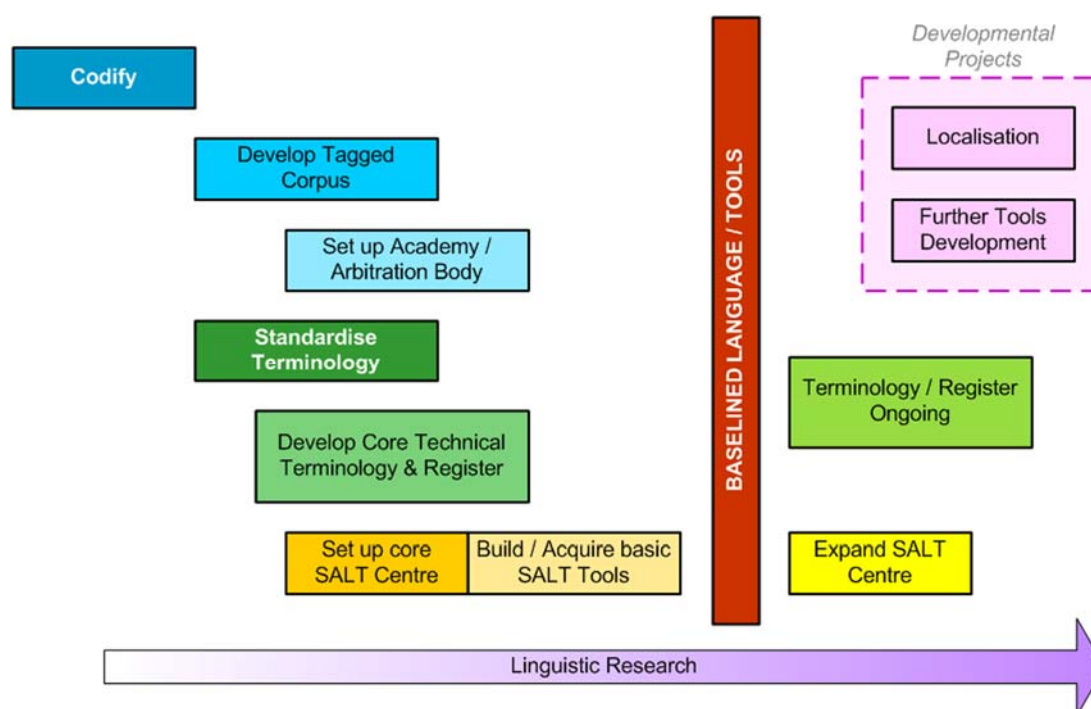 Developmental
Projects
Codify
Localisation
Develop Tagged
Corpus
Further Tools
Development
Set up Academy /
Arbitration Body
BASELINED LANGUAGE / TOOLS
Standardise
Terminology
Terminology / Register
Ongoing
Develop Core Technical
Terminology & Register
Set up core
SALT Centre
Build / Acquire basic
SALT Tools
Expand SALT
Centre
Linguistic Research